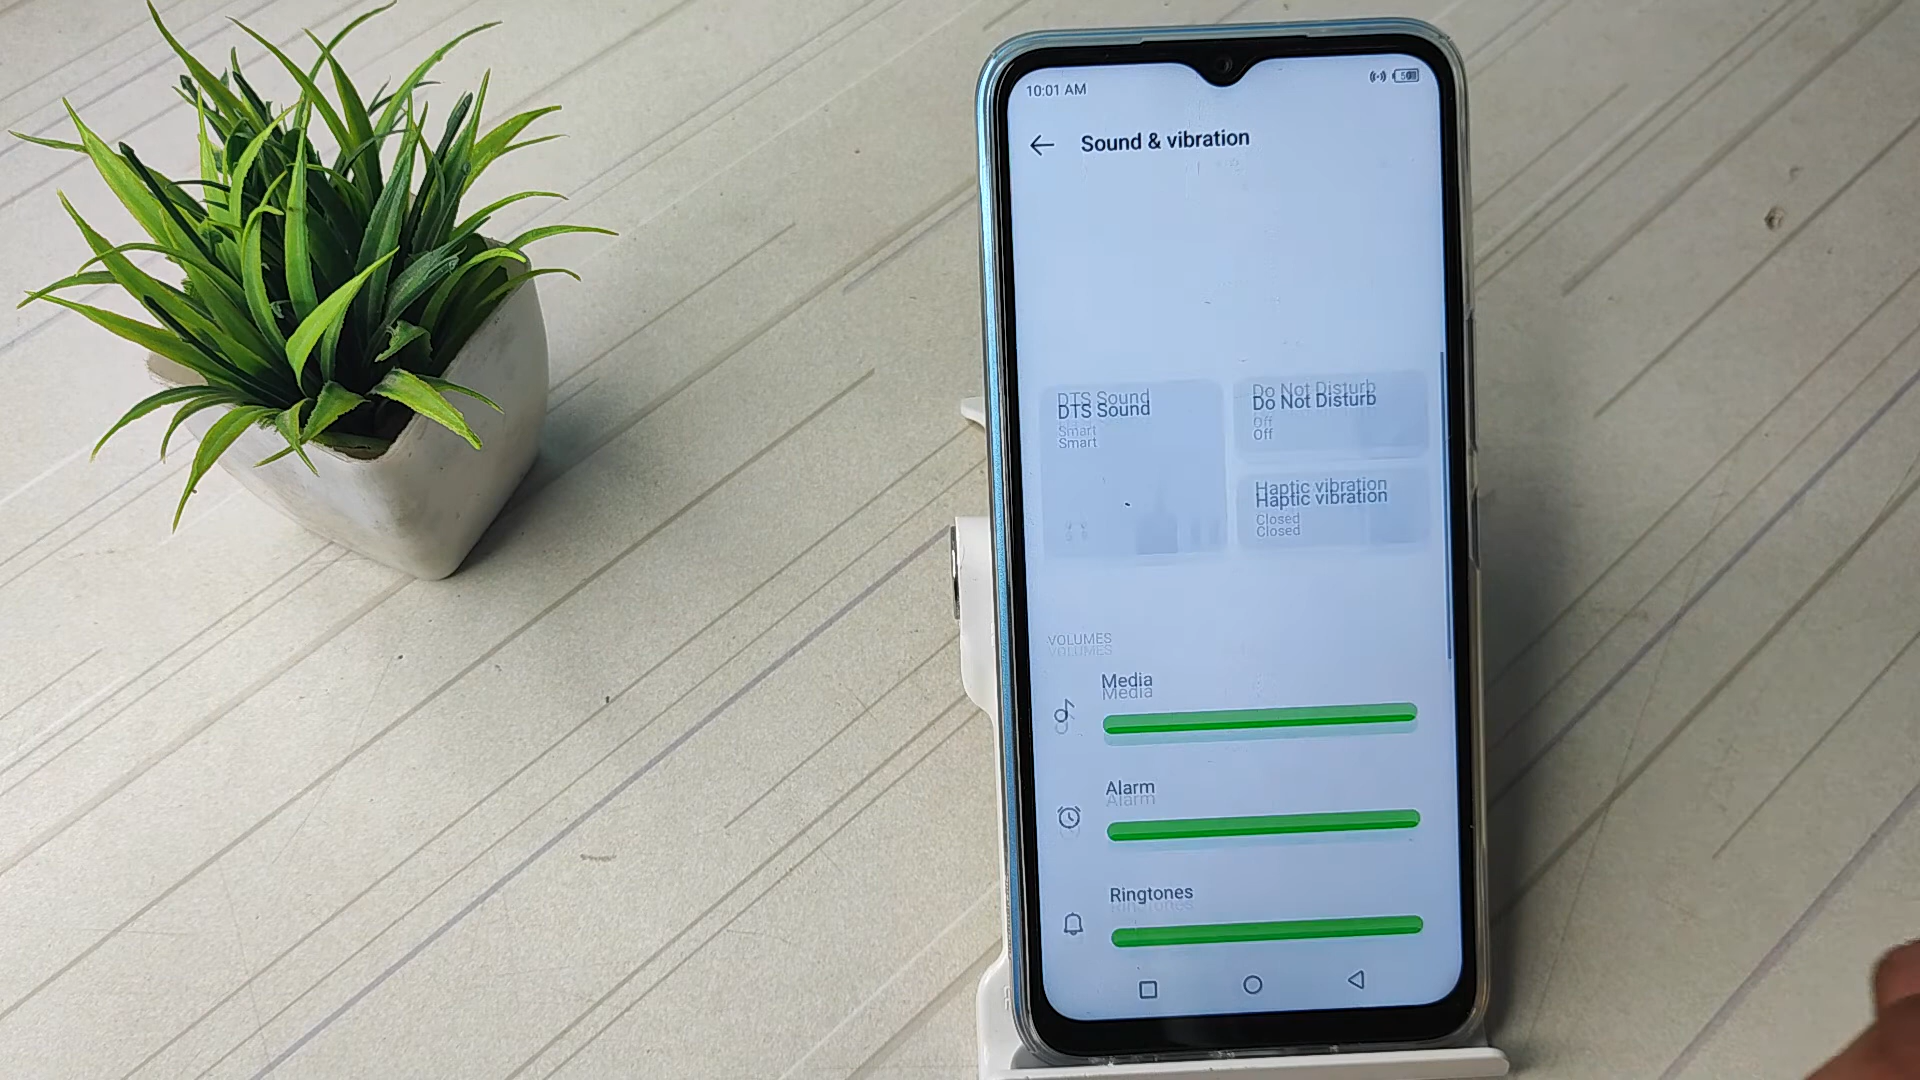 10:01 AM
Sound & vibration
DTS Sound
Smart
Do Not Disturb
Off
Haptic vibration
Closed
VOLUMES
Media
Alarm
Ringtones